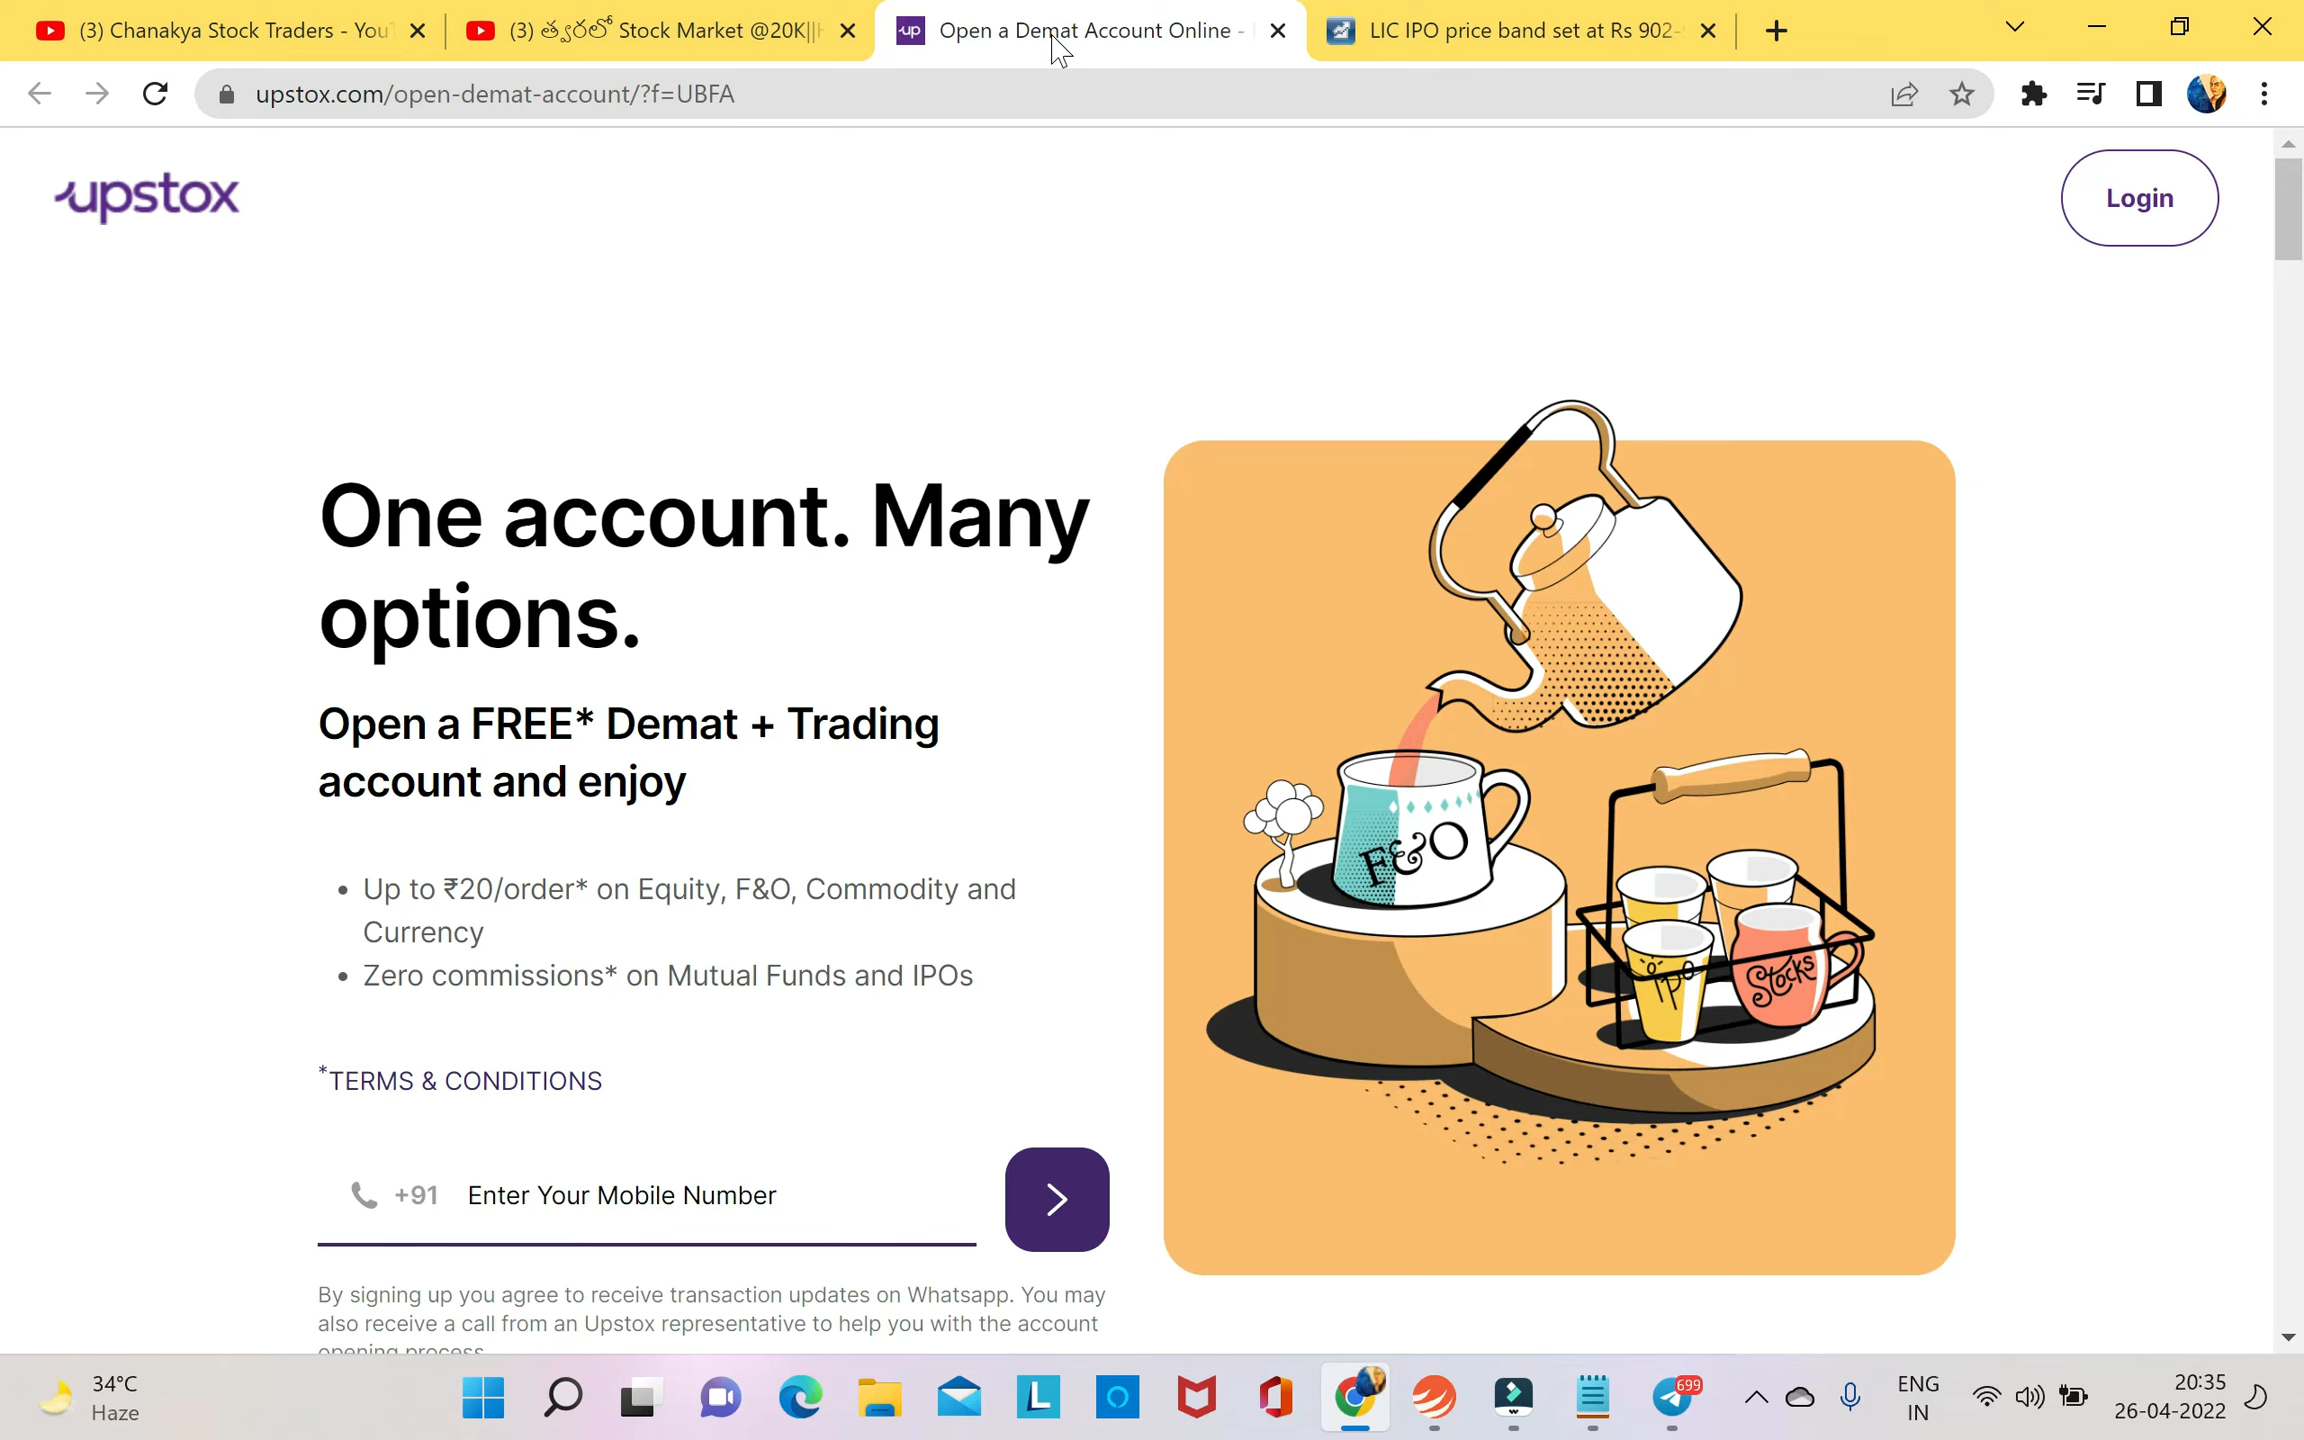 (3) Chanakya Stock Traders - You
(3) త్వరలో Stock Market @20K||
Open a Demat Account Online -
LIC IPO price band set at Rs 902-
upstox.com/open-demat-account/?f=UBFA
upstox
Login
One account. Many
options.
Open a FREE* Demat + Trading
account and enjoy
• Up to ₹20/order* on Equity, F&O, Commodity and
Currency
• Zero commissions* on Mutual Funds and IPOs
*TERMS & CONDITIONS
+91 Enter Your Mobile Number
By signing up you agree to receive transaction updates on Whatsapp. You may
also receive a call from an Upstox representative to help you with the account
opening process
F&O
IPO
Stocks
34°C
Haze
699
ENG
IN
20:35
26-04-2022